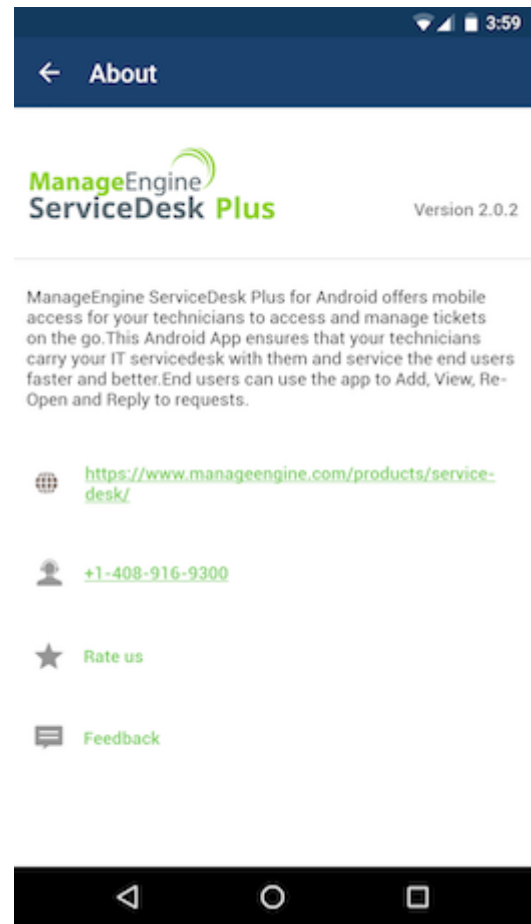 3:59
About
ManageEngine
ServiceDesk Plus
Version 2.0.2
ManageEngine ServiceDesk Plus for Android offers mobile
access for your technicians to access and manage tickets
on the go.This Android App ensures that your technicians
carry your IT servicedesk with them and service the end users
faster and better.End users can use the app to Add, View, Re-
Open and Reply to requests.
https://www.manageengine.com/products/service-
desk/
+1-408-916-9300
Rate us
Feedback